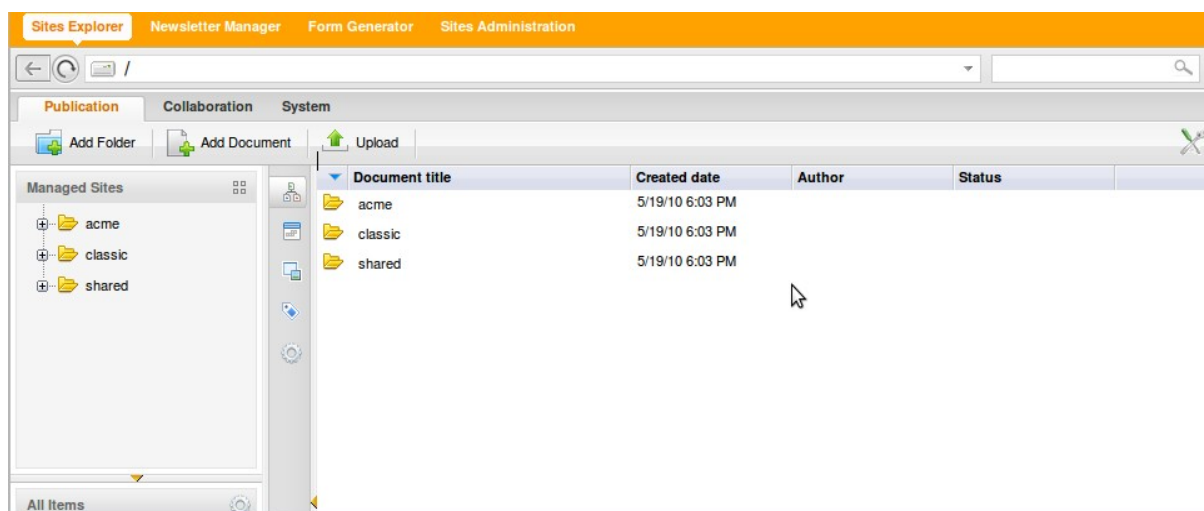 Sites Explorer Newsletter Manager Form Generator Sites Administration
/
Publication Collaboration System
Add Folder Add Document Upload
Managed Sites
acme
classic
shared
Document title Created date Author Status
acme 5/19/10 6:03 PM
classic 5/19/10 6:03 PM
shared 5/19/10 6:03 PM
All Items